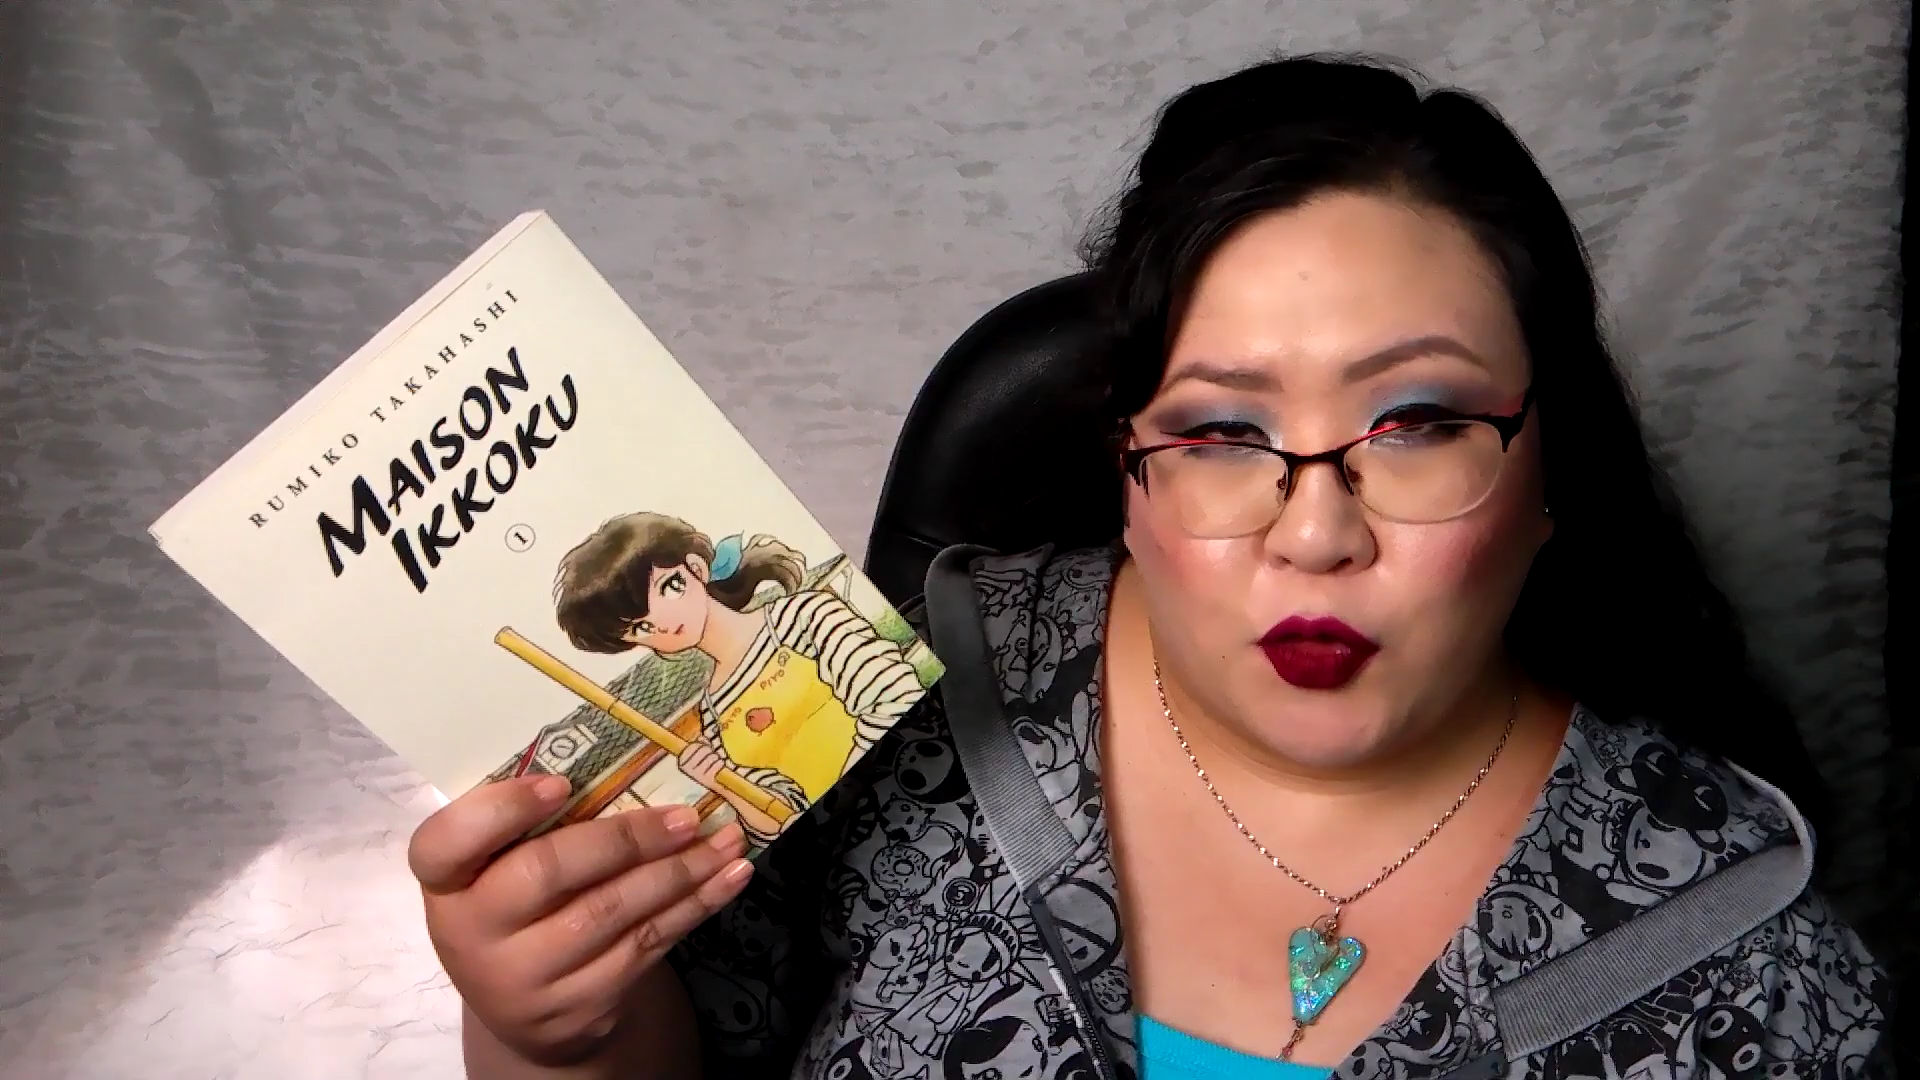 RUMIKO TAKAHASHI
MAISON
IKKOKU
1
PIYO
PIYO